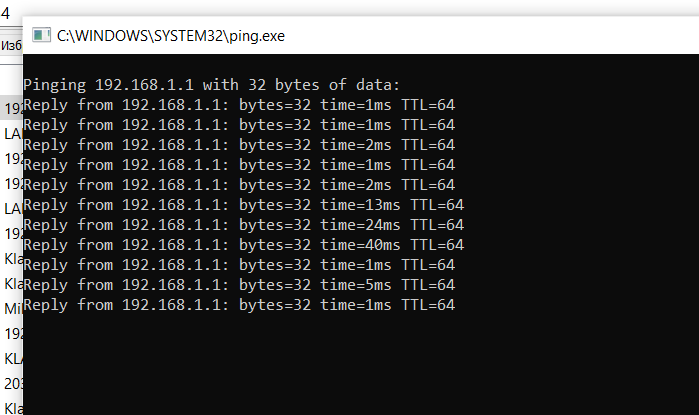 4
C:\WINDOWS\SYSTEM32\ping.exe
Изб
Pinging 192.168.1.1 with 32 bytes of data:
Reply from 192.168.1.1: bytes=32 time=1ms TTL=64
Reply from 192.168.1.1: bytes=32 time=1ms TTL=64
Reply from 192.168.1.1: bytes=32 time=2ms TTL=64
Reply from 192.168.1.1: bytes=32 time=1ms TTL=64
Reply from 192.168.1.1: bytes=32 time=2ms TTL=64
Reply from 192.168.1.1: bytes=32 time=13ms TTL=64
Reply from 192.168.1.1: bytes=32 time=24ms TTL=64
Reply from 192.168.1.1: bytes=32 time=40ms TTL=64
Reply from 192.168.1.1: bytes=32 time=1ms TTL=64
Reply from 192.168.1.1: bytes=32 time=5ms TTL=64
Reply from 192.168.1.1: bytes=32 time=1ms TTL=64
192
LA
192
192
LA
192
Kla
Kla
Mi
192
KL
203
Kla